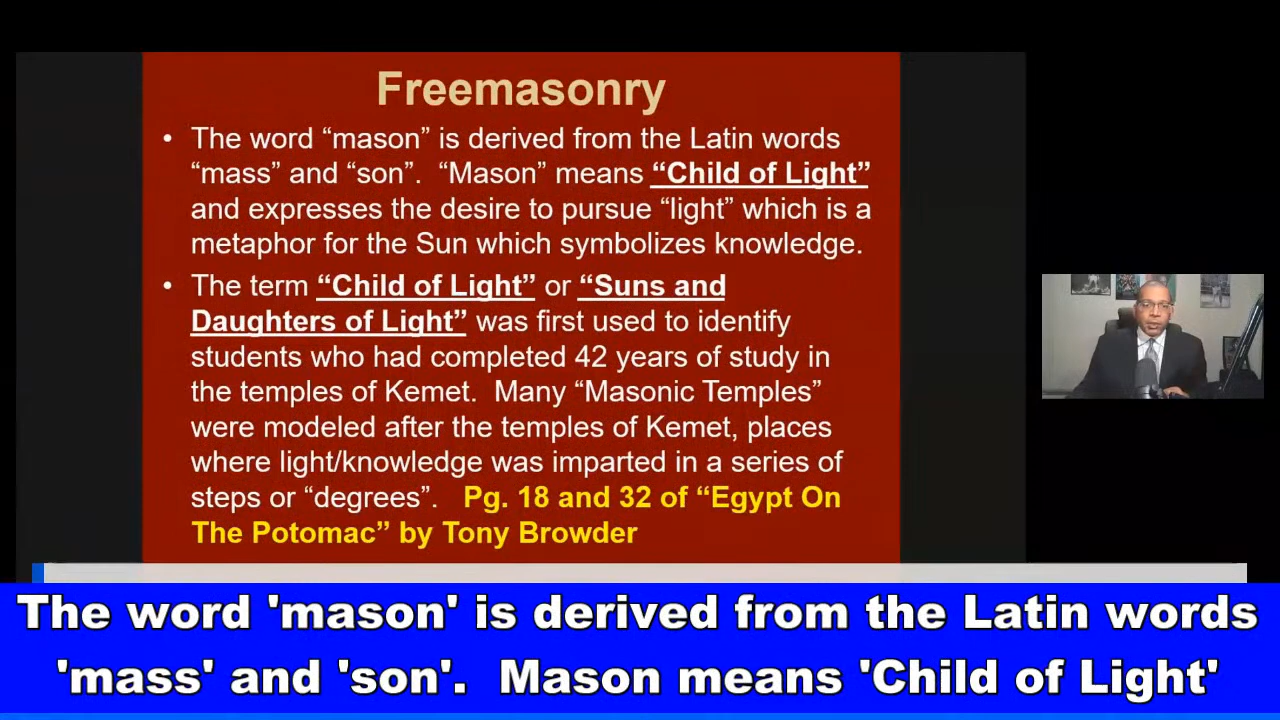 Freemasonry
• The word “mason” is derived from the Latin words
“mass” and “son”.  “Mason” means “Child of Light”
and expresses the desire to pursue “light” which is a
metaphor for the Sun which symbolizes knowledge.
• The term “Child of Light” or “Suns and
Daughters of Light” was first used to identify
students who had completed 42 years of study in
the temples of Kemet.  Many “Masonic Temples”
were modeled after the temples of Kemet, places
where light/knowledge was imparted in a series of
steps or “degrees”.   Pg. 18 and 32 of “Egypt On
The Potomac” by Tony Browder
The word 'mason' is derived from the Latin words
'mass' and 'son'.  Mason means 'Child of Light'